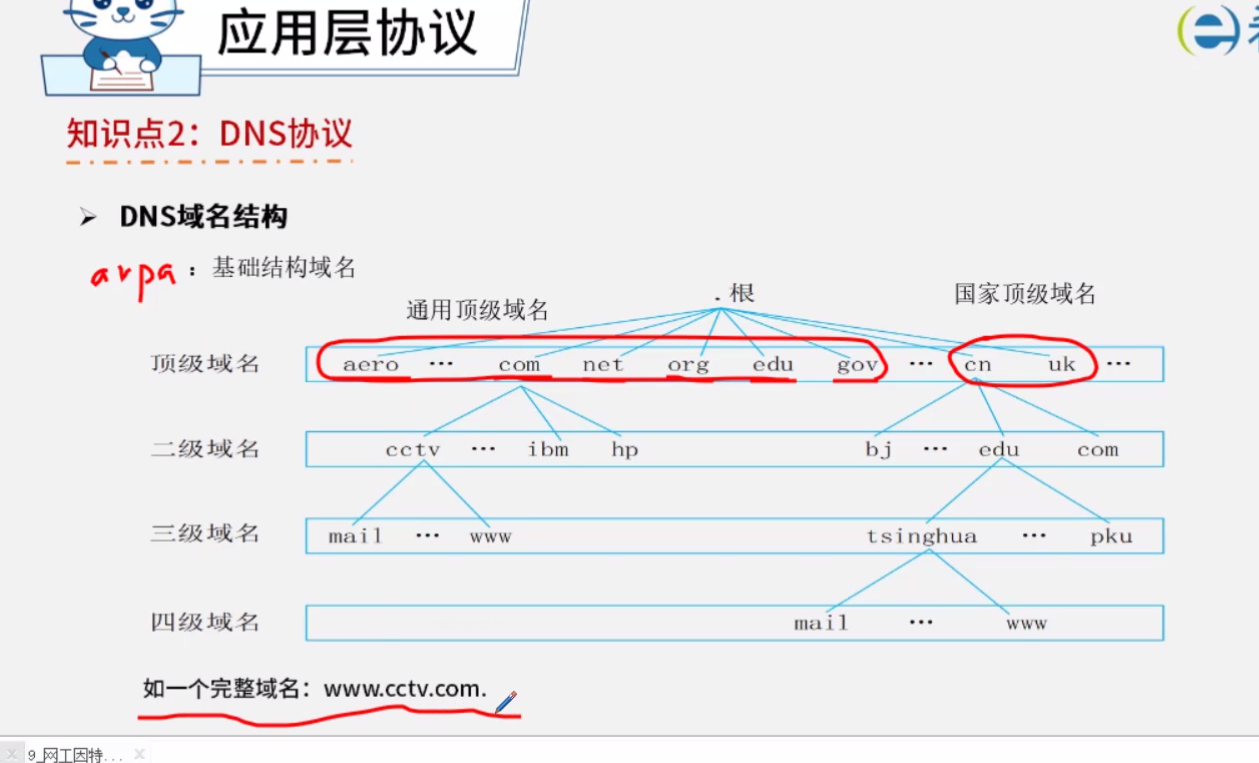 应用层协议
知识点2：DNS协议
➢ DNS域名结构
arpa：基础结构域名
.根
国家顶级域名
通用顶级域名
顶级域名 aero ··· com net org edu gov ··· cn uk ···
二级域名 cctv ··· ibm hp bj ··· edu com
三级域名 mail ··· www tsinghua ··· pku
四级域名 mail ··· www
如一个完整域名：www.cctv.com.
9_网工因特...